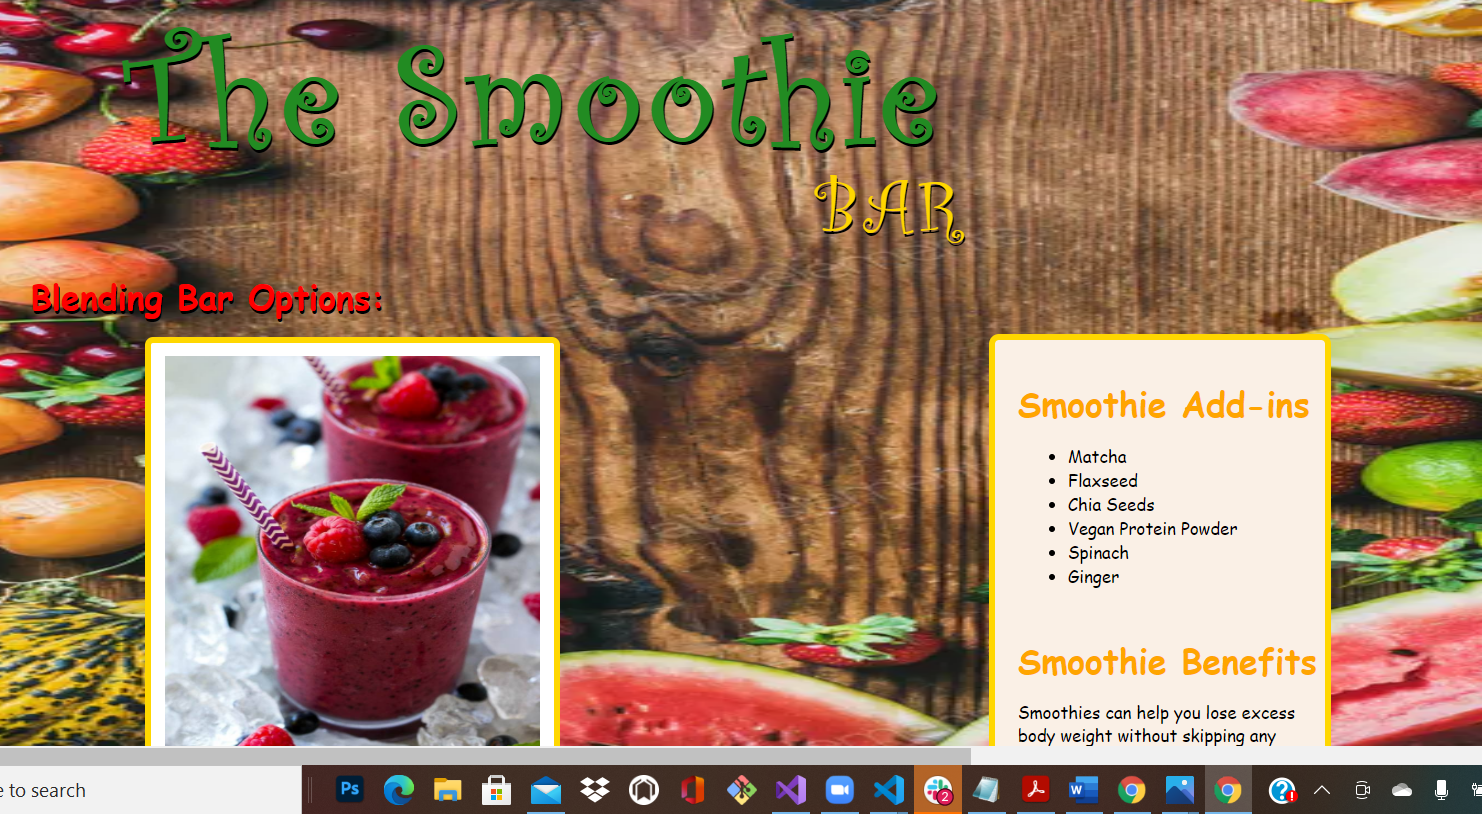 The Smoothie
BAR
Blending Bar Options:
Smoothie Add-ins
Matcha
Flaxseed
Chia Seeds
Vegan Protein Powder
Spinach
Ginger
Smoothie Benefits
Smoothies can help you lose excess
body weight without skipping any
e to search
Ps
W
2